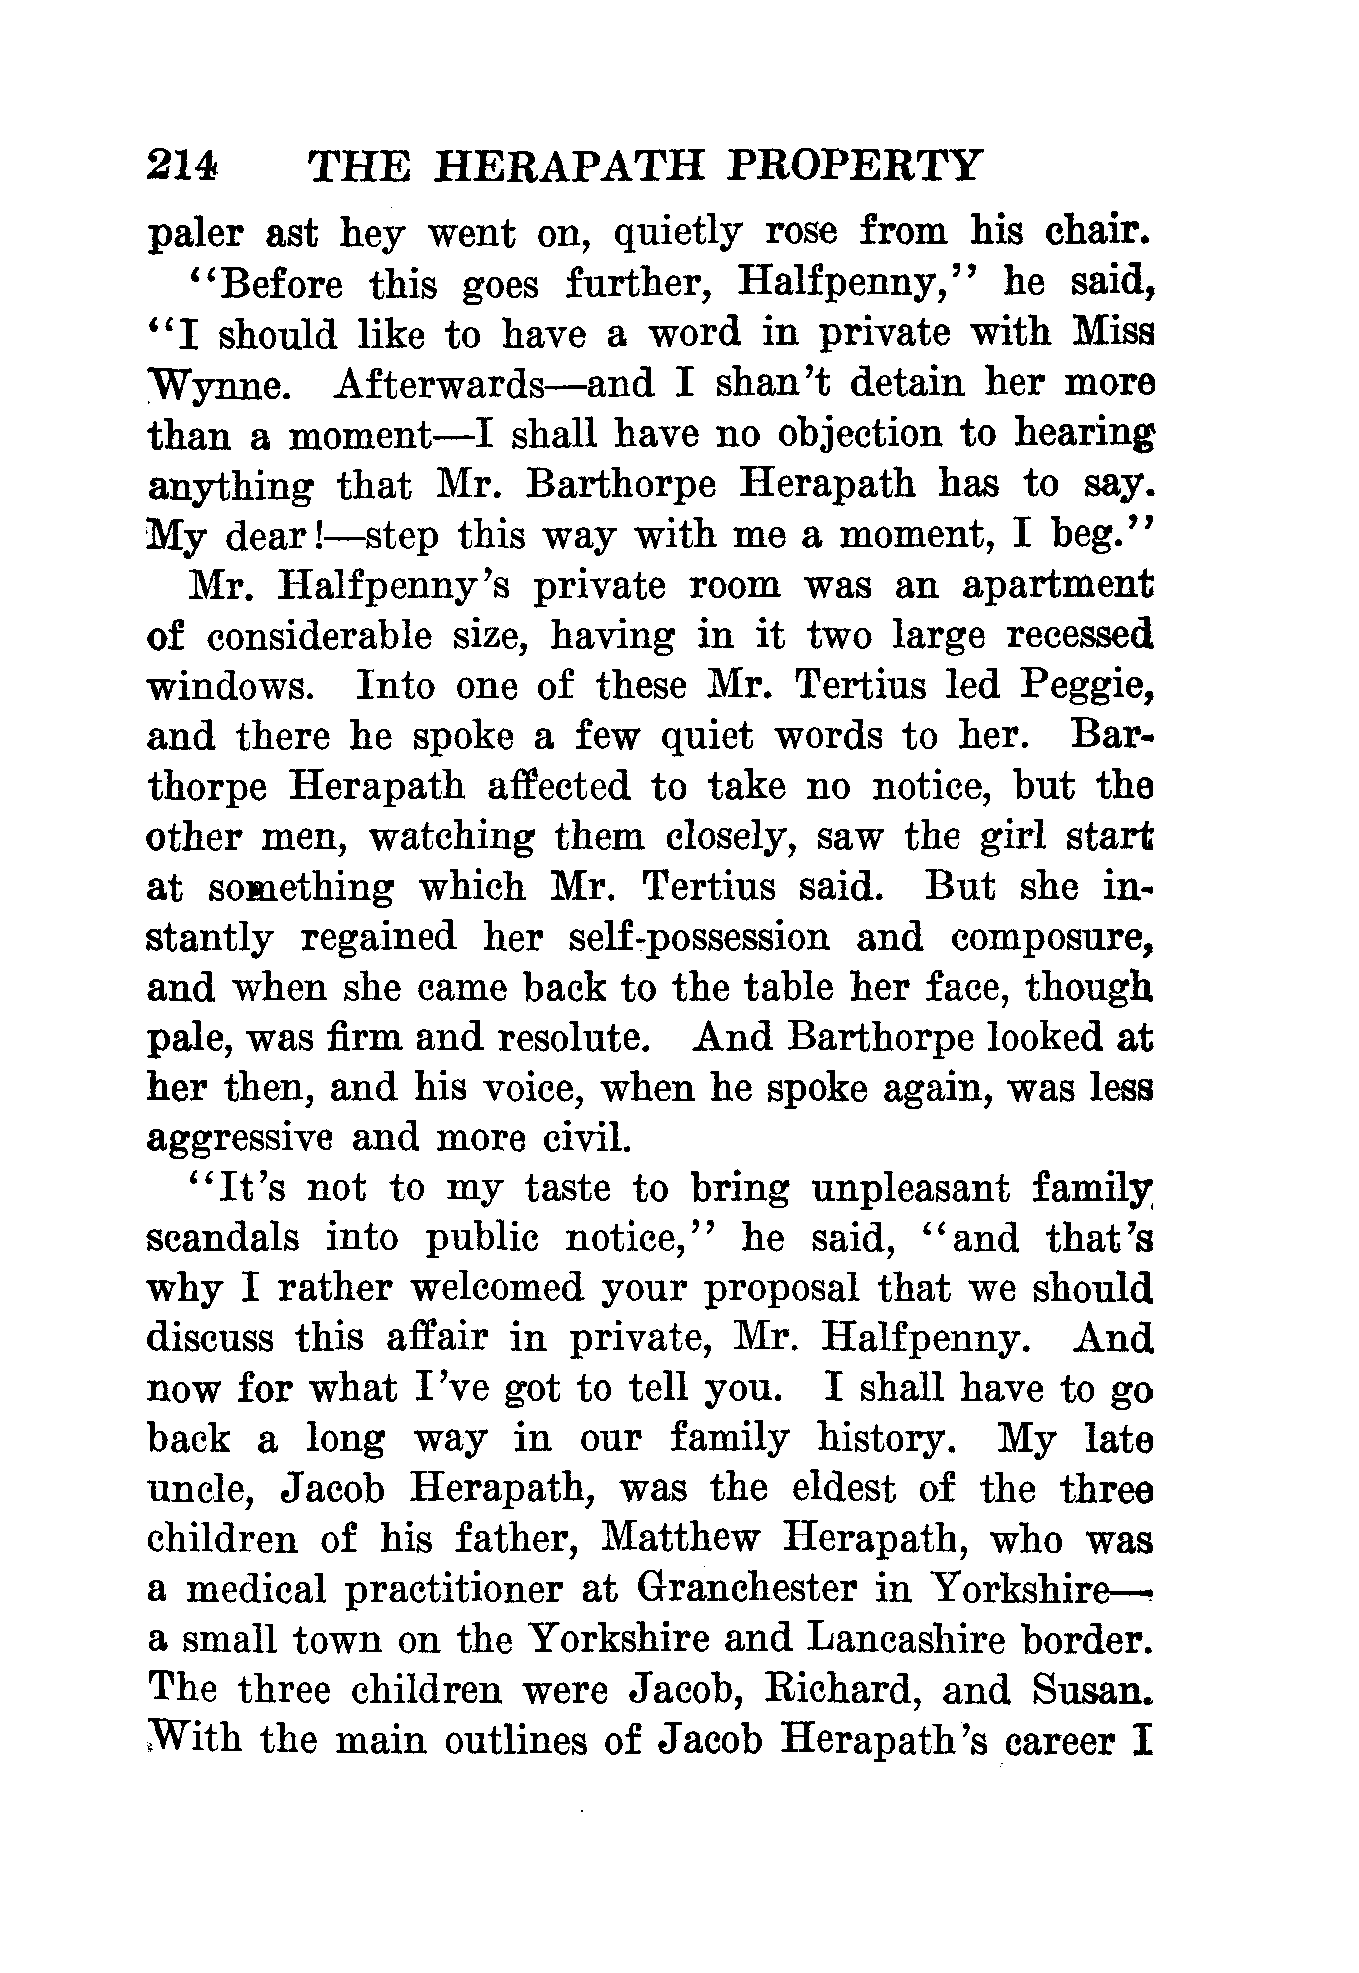 214 THE HERAPATH PROPERTY
paler ast hey went on, quietly rose from his chair.
“Before this goes further, Halfpenny,” he said,
“I should like to have a word in private with Miss
Wynne. Afterwards—and I shan’t detain her more
than a moment—I shall have no objection to hearing
anything that Mr. Barthorpe Herapath has to say.
My dear!—step this way with me a moment, I beg.”
Mr. Halfpenny’s private room was an apartment
of considerable size, having in it two large recessed
windows. Into one of these Mr. Tertius led Peggie,
and there he spoke a few quiet words to her. Bar-
thorpe Herapath affected to take no notice, but the
other men, watching them closely, saw the girl start
at something which Mr. Tertius said. But she in-
stantly regained her self-possession and composure,
and when she came back to the table her face, though
pale, was firm and resolute. And Barthorpe looked at
her then, and his voice, when he spoke again, was less
aggressive and more civil.
“It’s not to my taste to bring unpleasant family
scandals into public notice,” he said, “and that’s
why I rather welcomed your proposal that we should
discuss this affair in private, Mr. Halfpenny. And
now for what I’ve got to tell you. I shall have to go
back a long way in our family history. My late
uncle, Jacob Herapath, was the eldest of the three
children of his father, Matthew Herapath, who was
a medical practitioner at Granchester in Yorkshire—
a small town on the Yorkshire and Lancashire border.
The three children were Jacob, Richard, and Susan.
With the main outlines of Jacob Herapath’s career I